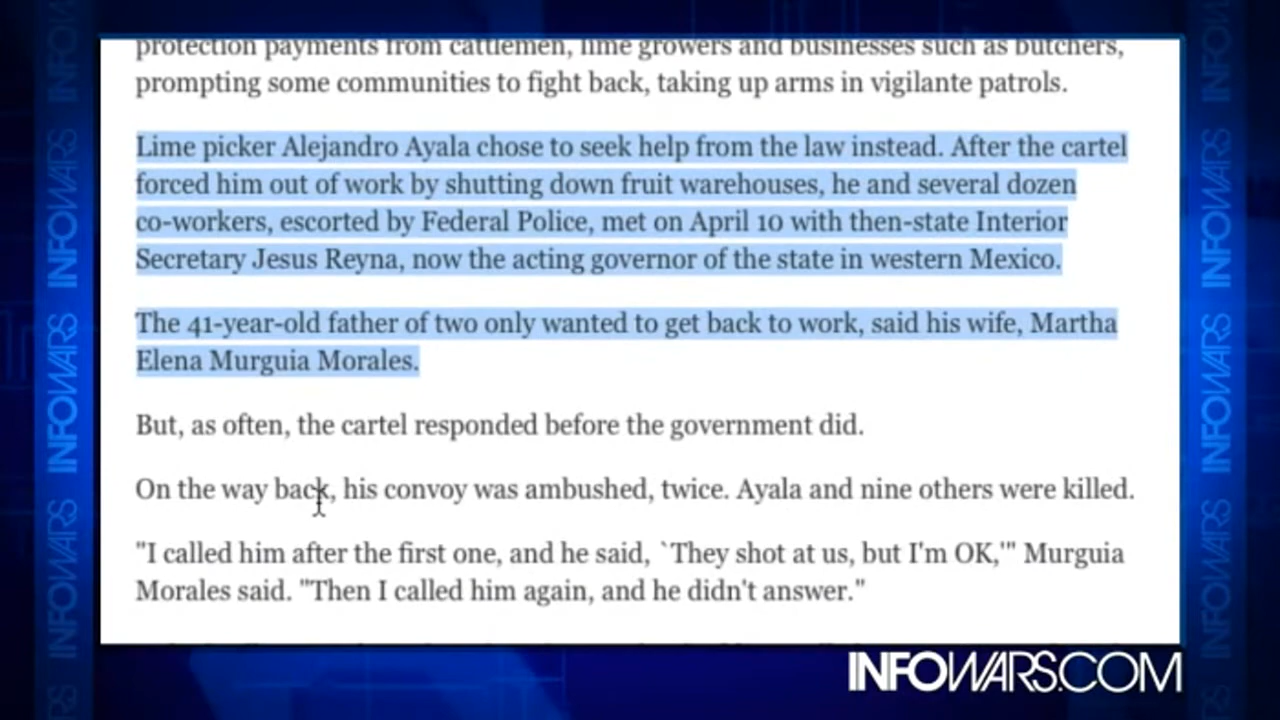 protection payments from cattlemen, lime growers and businesses such as butchers,
prompting some communities to fight back, taking up arms in vigilante patrols.
Lime picker Alejandro Ayala chose to seek help from the law instead. After the cartel
forced him out of work by shutting down fruit warehouses, he and several dozen
co-workers, escorted by Federal Police, met on April 10 with then-state Interior
Secretary Jesus Reyna, now the acting governor of the state in western Mexico.
The 41-year-old father of two only wanted to get back to work, said his wife, Martha
Elena Murguia Morales.
But, as often, the cartel responded before the government did.
On the way back, his convoy was ambushed, twice. Ayala and nine others were killed.
"I called him after the first one, and he said, `They shot at us, but I'm OK,'" Murguia
Morales said. "Then I called him again, and he didn't answer."
INFOWARS.COM
INFOWARS
INFOWARS
INFOWARS
INFOWARS
INFOWARS
INFOWARS